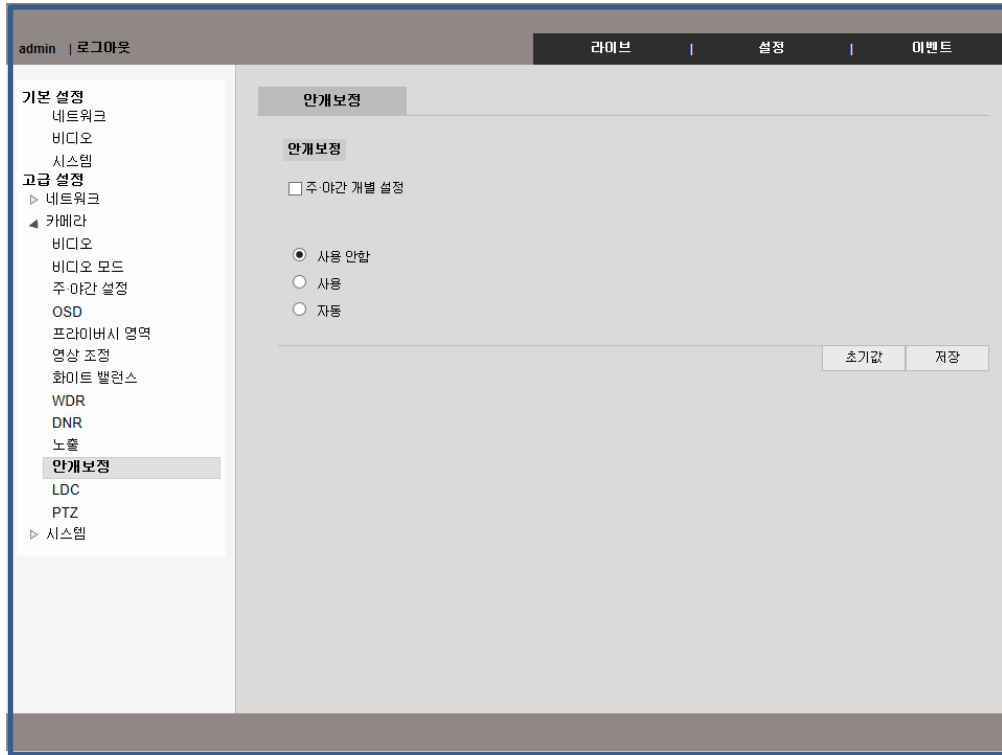 admin | 로그아웃
라이브 | 설정 | 이벤트
기본 설정
네트워크
비디오
시스템
고급 설정
네트워크
카메라
비디오
비디오 모드
주·야간 설정
OSD
프라이버시 영역
영상 조정
화이트 밸런스
WDR
DNR
노출
안개보정
LDC
PTZ
시스템
안개보정
안개보정
주·야간 개별 설정
사용 안함
사용
자동
초기값 저장